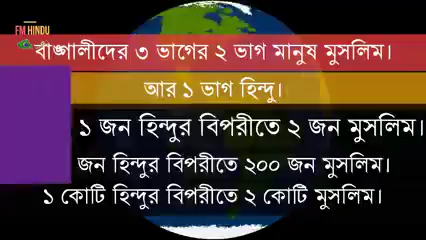 FM HINDU
বাঙ্গালীদের ৩ ভাগের ২ ভাগ মানুষ মুসলিম।
আর ১ ভাগ হিন্দু।
১ জন হিন্দুর বিপরীতে ২ জন মুসলিম।
জন হিন্দুর বিপরীতে ২০০ জন মুসলিম।
১ কোটি হিন্দুর বিপরীতে ২ কোটি মুসলিম।